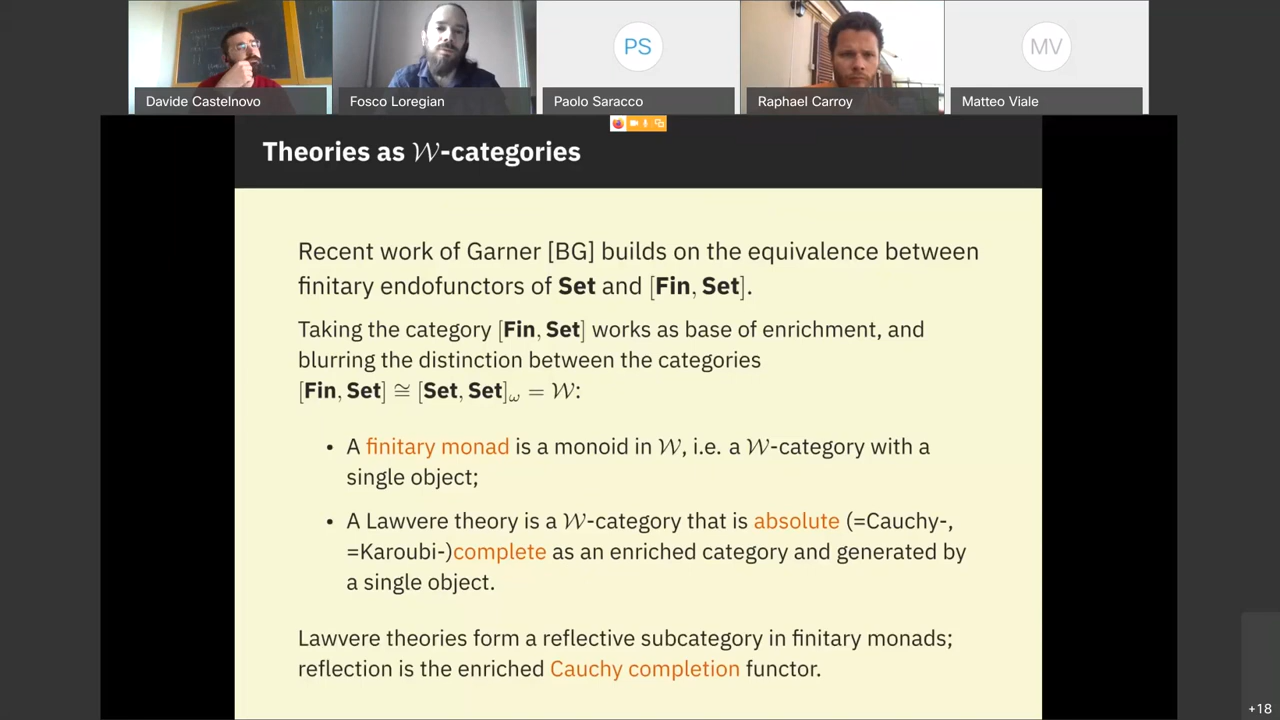 PS
MV
Davide Castelnovo
Fosco Loregian
Paolo Saracco
Raphael Carroy
Matteo Viale
Theories as 𝒲-categories
Recent work of Garner [BG] builds on the equivalence between
finitary endofunctors of Set and [Fin, Set].
Taking the category [Fin, Set] works as base of enrichment, and
blurring the distinction between the categories
[Fin, Set] ≅ [Set, Set]ω = 𝒲:
• A finitary monad is a monoid in 𝒲, i.e. a 𝒲-category with a
single object;
• A Lawvere theory is a 𝒲-category that is absolute (=Cauchy-,
=Karoubi-)complete as an enriched category and generated by
a single object.
Lawvere theories form a reflective subcategory in finitary monads;
reflection is the enriched Cauchy completion functor.
+18